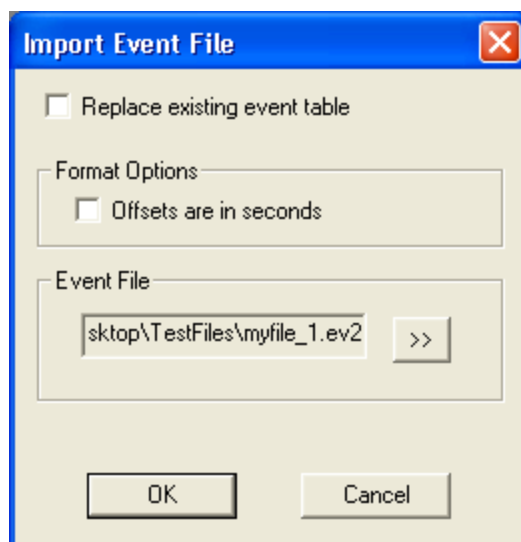 Import Event File
Replace existing event table
Format Options
Offsets are in seconds
Event File
sktop\TestFiles\myfile_1.ev2
>>
OK
Cancel